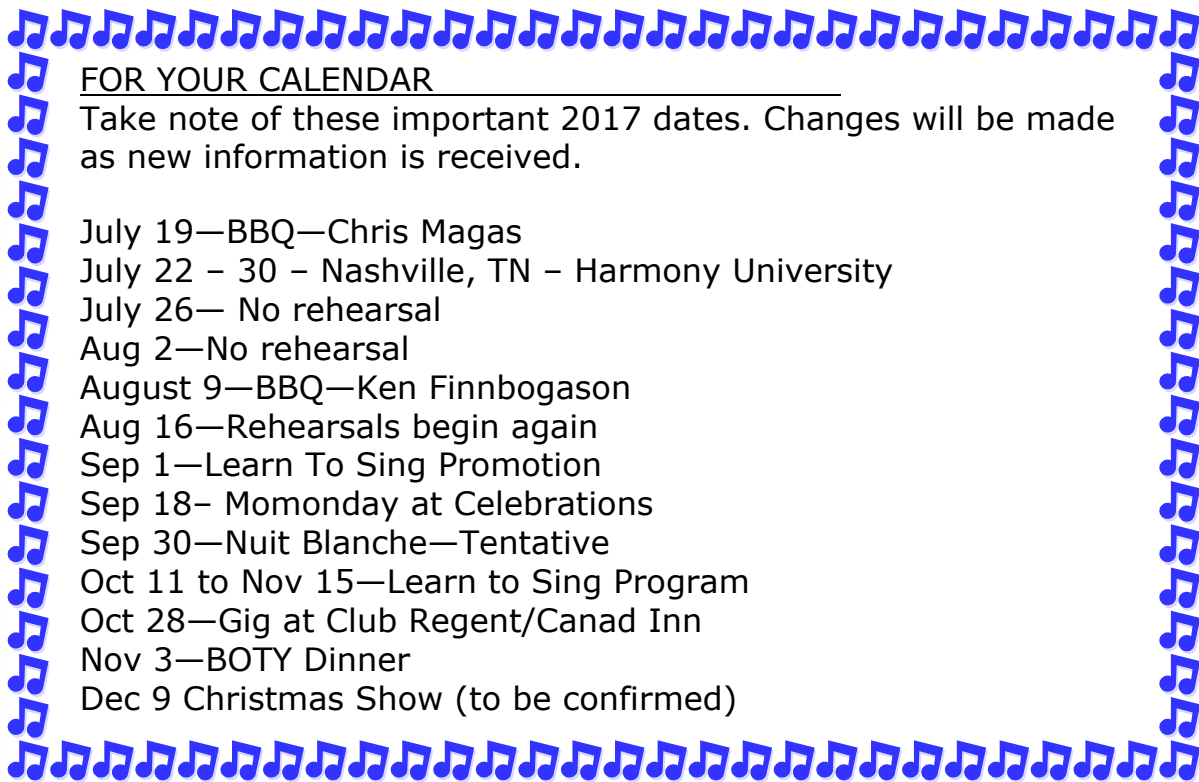 FOR YOUR CALENDAR
Take note of these important 2017 dates. Changes will be made
as new information is received.
July 19—BBQ—Chris Magas
July 22 – 30 – Nashville, TN – Harmony University
July 26— No rehearsal
Aug 2—No rehearsal
August 9—BBQ—Ken Finnbogason
Aug 16—Rehearsals begin again
Sep 1—Learn To Sing Promotion
Sep 18– Momonday at Celebrations
Sep 30—Nuit Blanche—Tentative
Oct 11 to Nov 15—Learn to Sing Program
Oct 28—Gig at Club Regent/Canad Inn
Nov 3—BOTY Dinner
Dec 9 Christmas Show (to be confirmed)